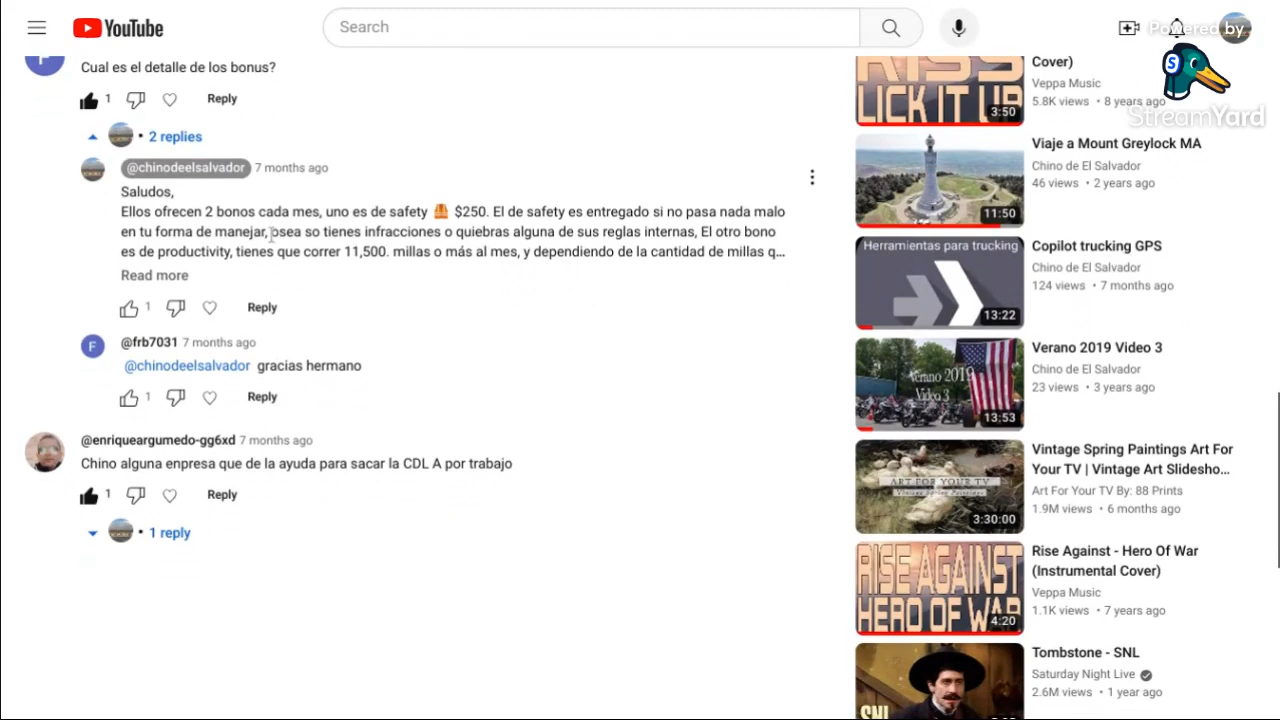 YouTube
Search
Powered by
StreamYard
Cual es el detalle de los bonus?
1
Reply
• 2 replies
@chinodeelsalvador 7 months ago
Saludos,
Ellos ofrecen 2 bonos cada mes, uno es de safety 🦺 $250. El de safety es entregado si no pasa nada malo
en tu forma de manejar, osea so tienes infracciones o quiebras alguna de sus reglas internas, El otro bono
es de productivity, tienes que correr 11,500. millas o más al mes, y dependiendo de la cantidad de millas q...
Read more
1
Reply
F
@frb7031 7 months ago
@chinodeelsalvador gracias hermano
1
Reply
@enriqueargumedo-gg6xd 7 months ago
Chino alguna enpresa que de la ayuda para sacar la CDL A por trabajo
1
Reply
• 1 reply
LICK IT UP
3:50
Cover)
Veppa Music
5.8K views • 8 years ago
11:50
Viaje a Mount Greylock MA
Chino de El Salvador
46 views • 2 years ago
Herramientas para trucking
13:22
Copilot trucking GPS
Chino de El Salvador
124 views • 7 months ago
Verano 2019
Video 3
13:53
Verano 2019 Video 3
Chino de El Salvador
23 views • 3 years ago
ART FOR YOUR TV
Vintage Spring Paintings
3:30:00
Vintage Spring Paintings Art For
Your TV | Vintage Art Slidesho...
Art For Your TV By: 88 Prints
1.9M views • 6 months ago
RISE AGAINST
HERO OF WAR
4:20
Rise Against - Hero Of War
(Instrumental Cover)
Veppa Music
1.1K views • 7 years ago
SNL
Tombstone - SNL
Saturday Night Live
2.6M views • 1 year ago